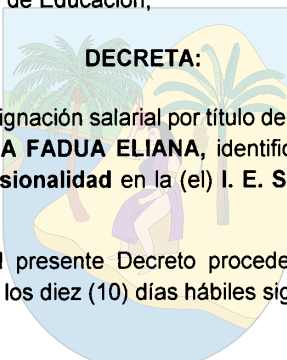 de Educación,
DECRETA:
ignación salarial por título de
A FADUA ELIANA, identific
sionalidad en la (el) I. E. S
presente Decreto procede
los diez (10) días hábiles sig